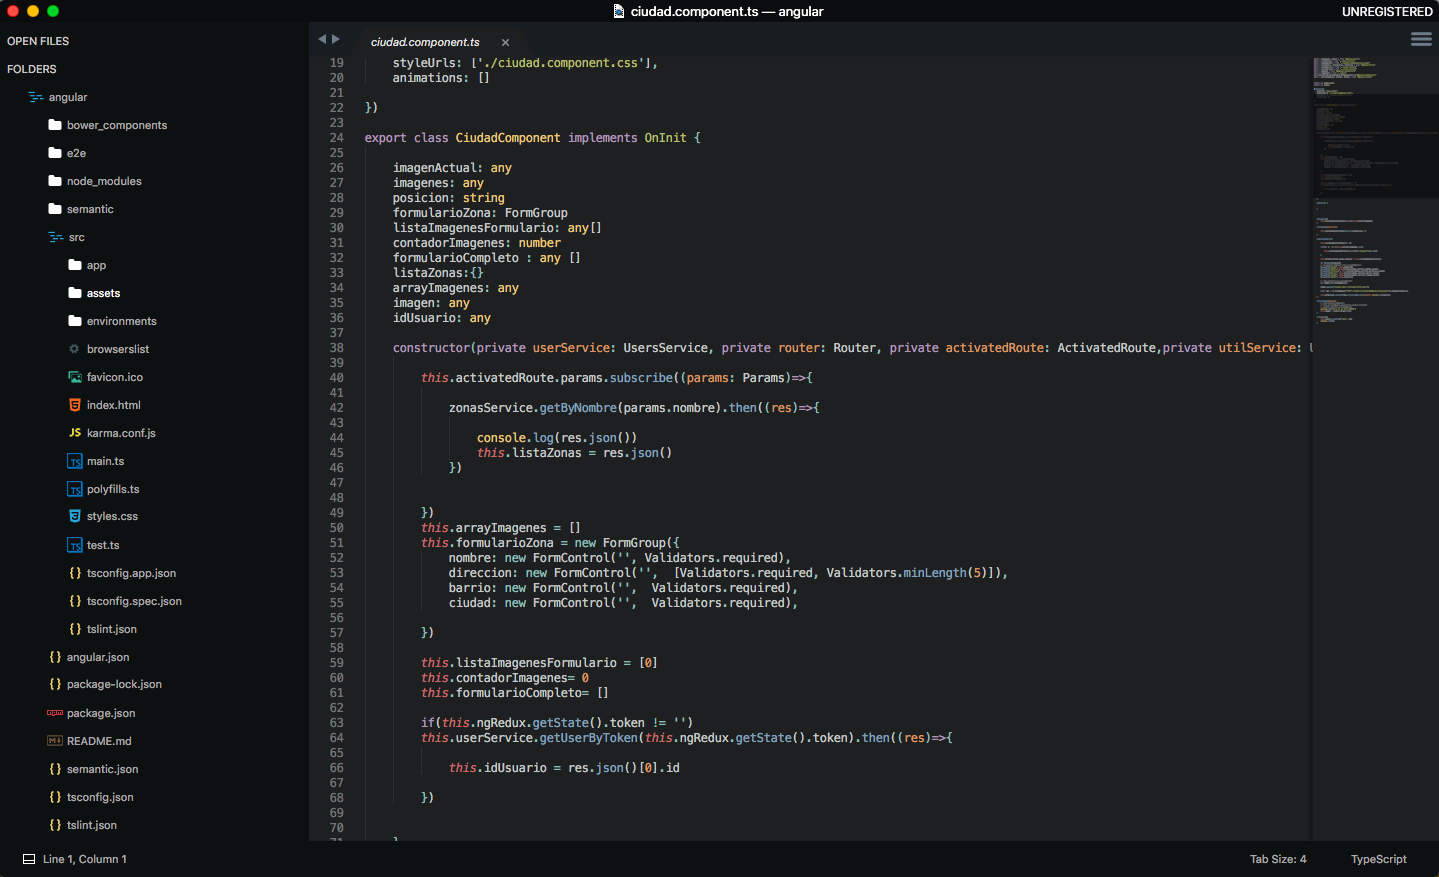 ciudad.component.ts — angular
UNREGISTERED
OPEN FILES
FOLDERS
angular
bower_components
e2e
node_modules
semantic
src
app
assets
environments
browserslist
favicon.ico
index.html
JS karma.conf.js
TS main.ts
TS polyfills.ts
styles.css
TS test.ts
{} tsconfig.app.json
{} tsconfig.spec.json
{} tslint.json
{} angular.json
{} package-lock.json
npm package.json
M README.md
{} semantic.json
{} tsconfig.json
{} tslint.json
ciudad.component.ts ×
19 styleUrls: ['./ciudad.component.css'],
20 animations: []
21
22 })
23
24 export class CiudadComponent implements OnInit {
25
26 imagenActual: any
27 imagenes: any
28 posicion: string
29 formularioZona: FormGroup
30 listaImagenesFormulario: any[]
31 contadorImagenes: number
32 formularioCompleto : any []
33 listaZonas:{}
34 arrayImagenes: any
35 imagen: any
36 idUsuario: any
37
38 constructor(private userService: UsersService, private router: Router, private activatedRoute: ActivatedRoute,private utilService:
39
40 this.activatedRoute.params.subscribe((params: Params)=>{
41
42 zonasService.getByNombre(params.nombre).then((res)=>{
43
44 console.log(res.json())
45 this.listaZonas = res.json()
46 })
47
48
49 })
50 this.arrayImagenes = []
51 this.formularioZona = new FormGroup({
52 nombre: new FormControl('', Validators.required),
53 direccion: new FormControl('',  [Validators.required, Validators.minLength(5)]),
54 barrio: new FormControl('',  Validators.required),
55 ciudad: new FormControl('',  Validators.required),
56
57 })
58
59 this.listaImagenesFormulario = [0]
60 this.contadorImagenes= 0
61 this.formularioCompleto= []
62
63 if(this.ngRedux.getState().token != '')
64 this.userService.getUserByToken(this.ngRedux.getState().token).then((res)=>{
65
66 this.idUsuario = res.json()[0].id
67
68 })
69
70
71
Line 1, Column 1
Tab Size: 4
TypeScript